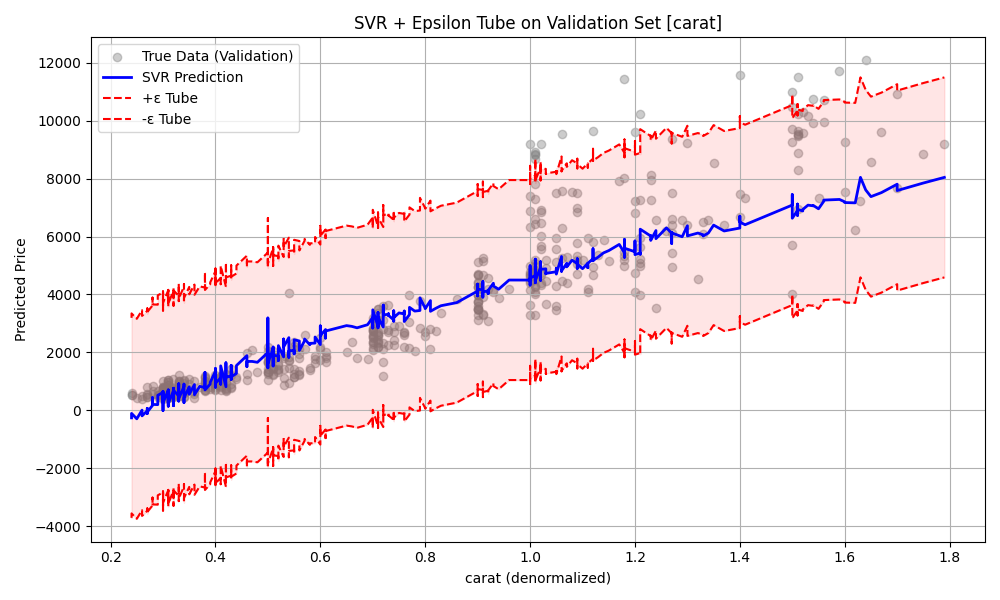 SVR + Epsilon Tube on Validation Set [carat]
True Data (Validation)
SVR Prediction
+ε Tube
-ε Tube
Predicted Price
12000
10000
8000
6000
4000
2000
0
−2000
−4000
0.2 0.4 0.6 0.8 1.0 1.2 1.4 1.6 1.8
carat (denormalized)